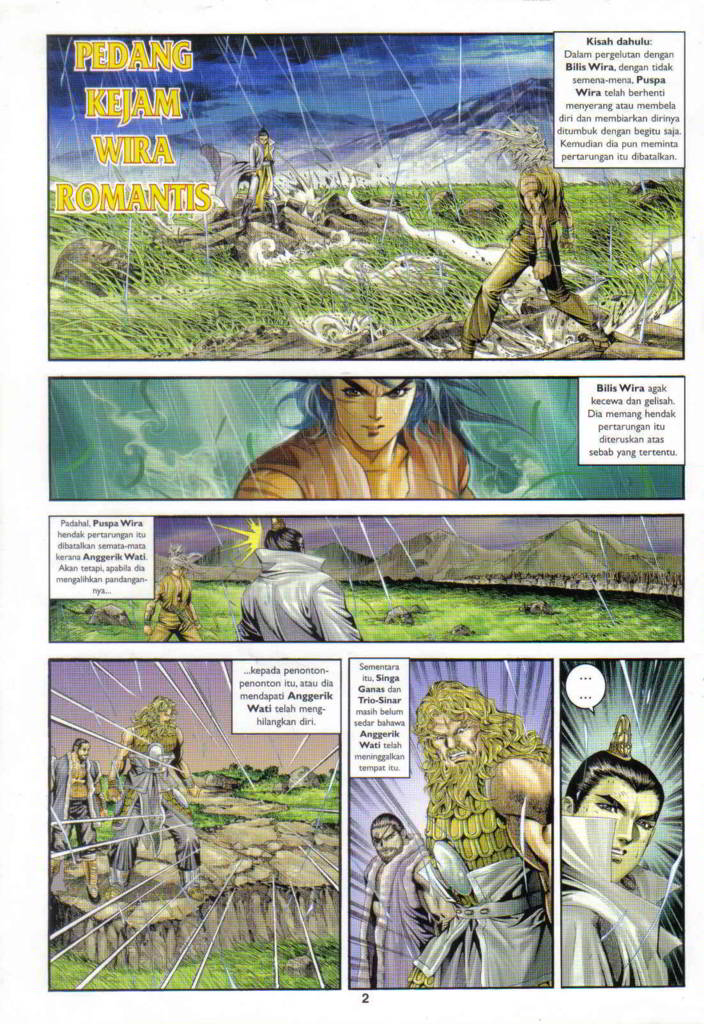 PEDANG
KEJAM
WIRA
ROMANTIS
Kisah dahulu:
Dalam pergelutan dengan
Bilis Wira, dengan tidak
semena-mena, Puspa
Wira telah berhenti
menyerang atau membela
diri dan membiarkan dirinya
ditumbuk dengan begitu saja.
Kemudian dia pun meminta
pertarungan itu dibatalkan.
Bilis Wira agak
kecewa dan gelisah.
Dia memang hendak
pertarungan itu
diteruskan atas
sebab yang tertentu.
Padahal, Puspa Wira
hendak pertarungan itu
dibatalkan semata-mata
kerana Anggerik Wati.
Akan tetapi, apabila dia
mengalihkan pandangan-
nya...
...kepada penonton-
penonton itu, atau dia
mendapati Anggerik
Wati telah meng-
hilangkan diri.
Sementara
itu, Singa
Ganas dan
Trio-Sinar
masih belum
sedar bahawa
Anggerik
Wati telah
meninggalkan
tempat itu.
...
...
2